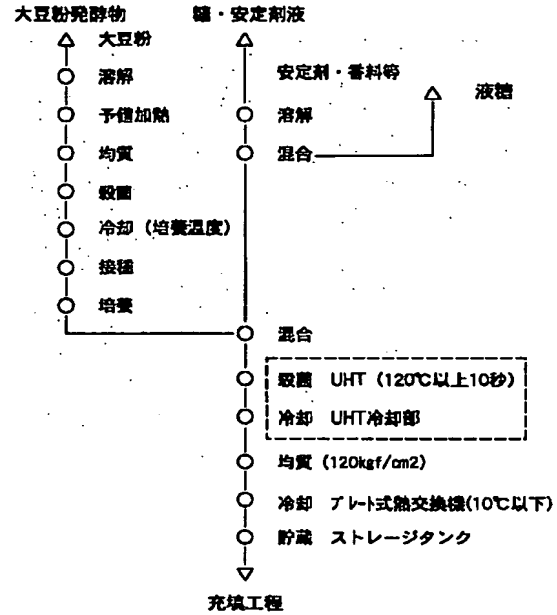 大豆粉発酵物
糖・安定剤液
大豆粉
溶解
予備加熱
均質
殺菌
冷却（培養温度）
接種
培養
安定剤・香料等
溶解
混合
液糖
混合
殺菌 UHT（120℃以上10秒）
冷却 UHT冷却部
均質(120kgf/cm2)
冷却 プレート式熱交換機(10℃以下)
貯蔵 ストレージタンク
充填工程